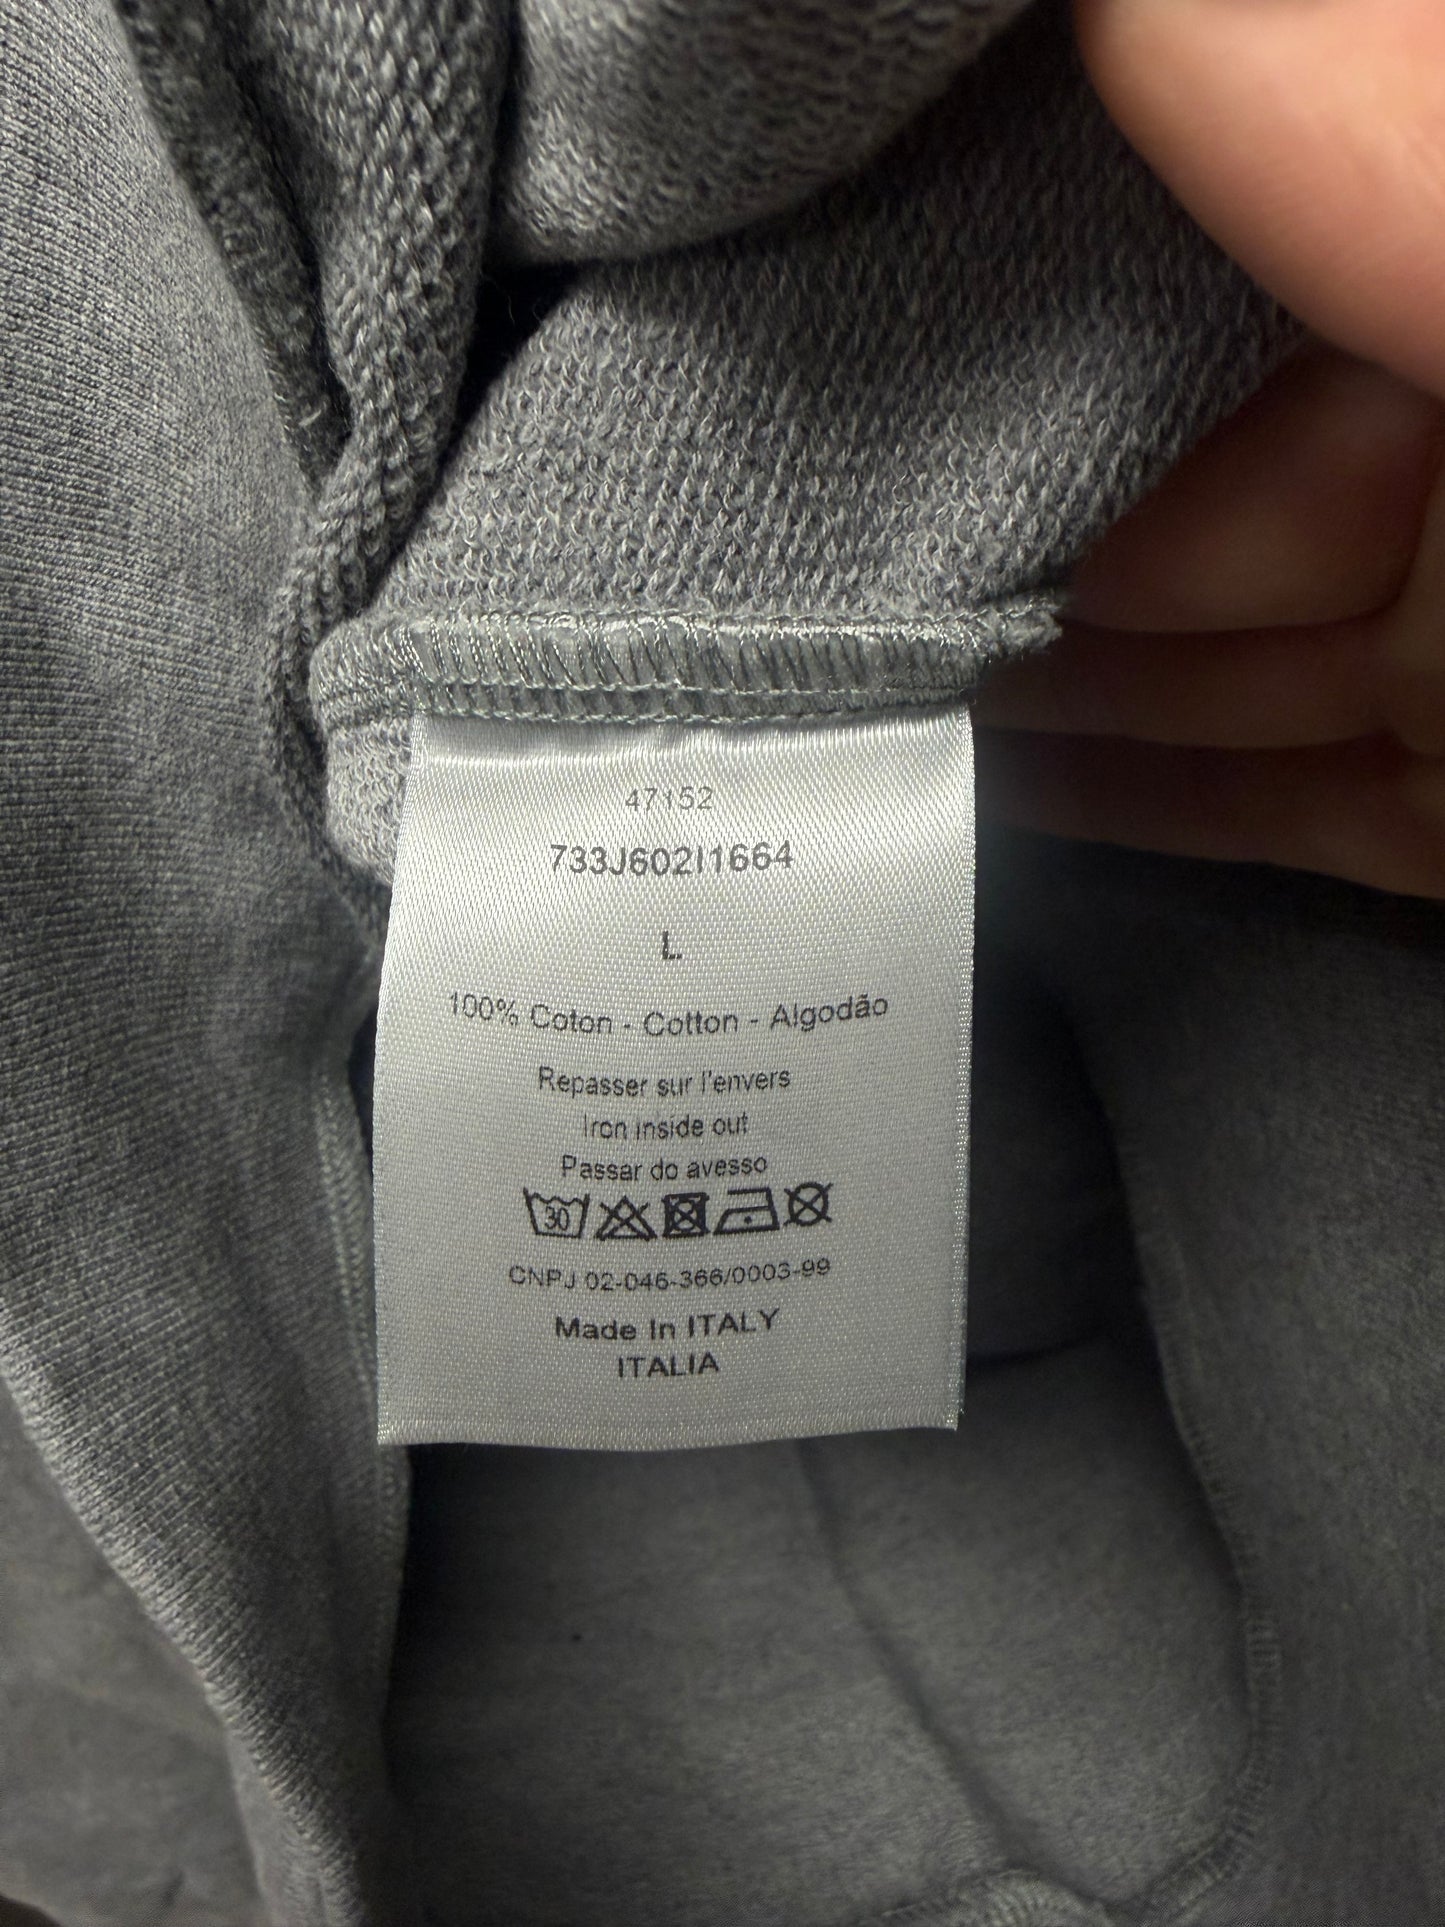 47152
733J602I1664
L
100% Coton - Cotton - Algodão
Repasser sur l'envers
Iron inside out
Passar do avesso
30
CNPJ 02-046-366/0003-99
Made In ITALY
ITALIA